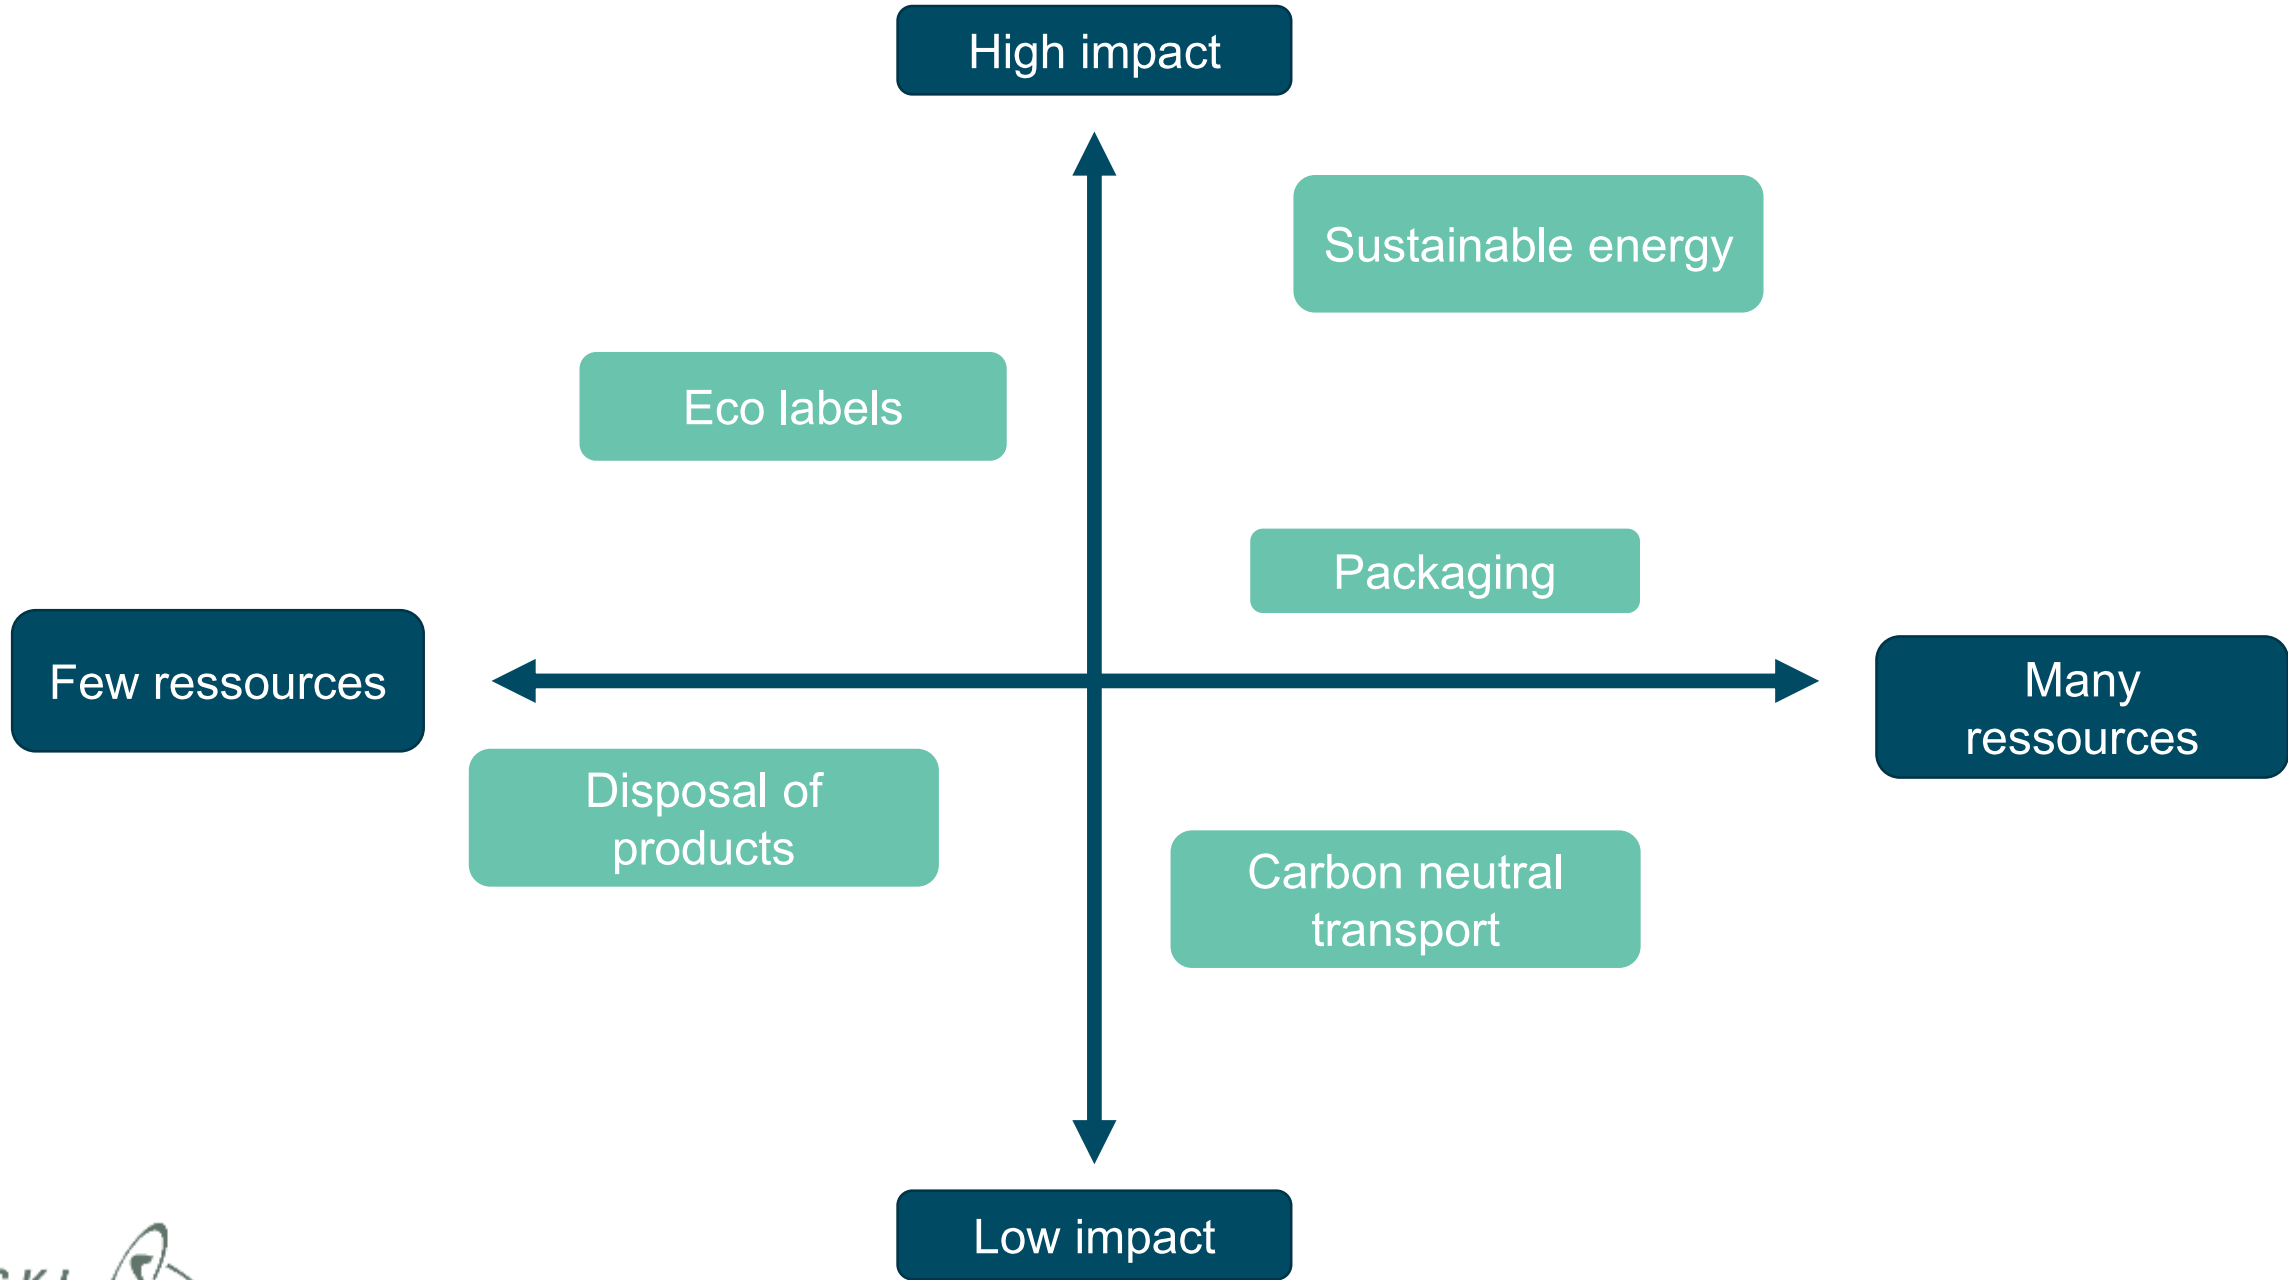 High impact
Sustainable energy
Eco labels
Packaging
Few ressources
Many
ressources
Disposal of
products
Carbon neutral
transport
Low impact